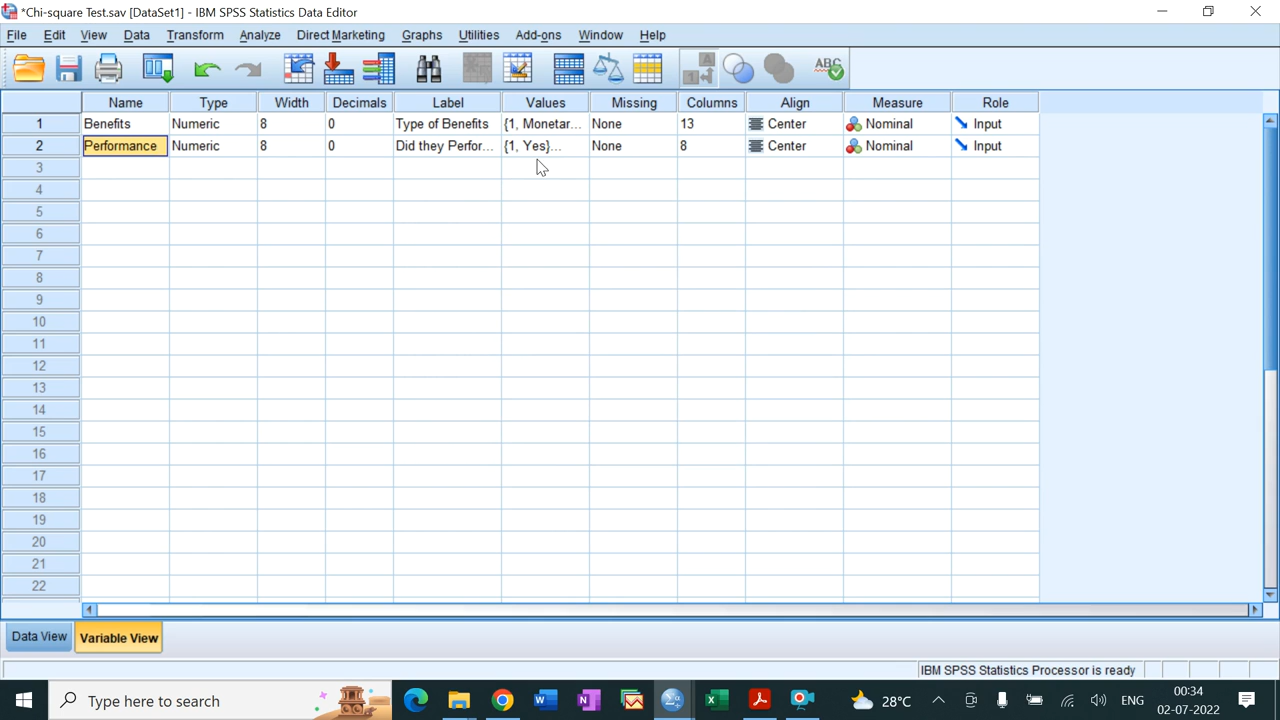 *Chi-square Test.sav [DataSet1] - IBM SPSS Statistics Data Editor
File Edit View Data Transform Analyze Direct Marketing Graphs Utilities Add-ons Window Help
A
ABC
Name Type Width Decimals Label Values Missing Columns Align Measure Role
1 Benefits Numeric 8 0 Type of Benefits {1, Monetar... None 13 Center Nominal Input
2 Performance Numeric 8 0 Did they Perfor... {1, Yes}... None 8 Center Nominal Input
3
4
5
6
7
8
9
10
11
12
13
14
15
16
17
18
19
20
21
22
Data View Variable View
IBM SPSS Statistics Processor is ready
Type here to search 28°C ENG 00:34
02-07-2022